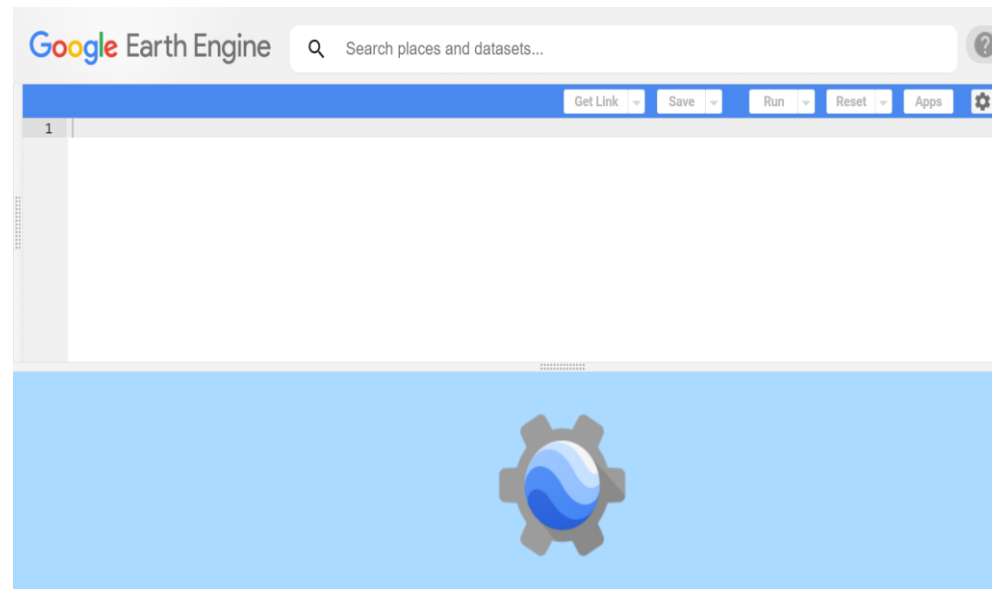 Google Earth Engine Search places and datasets... ?
Get Link Save Run Reset Apps
1